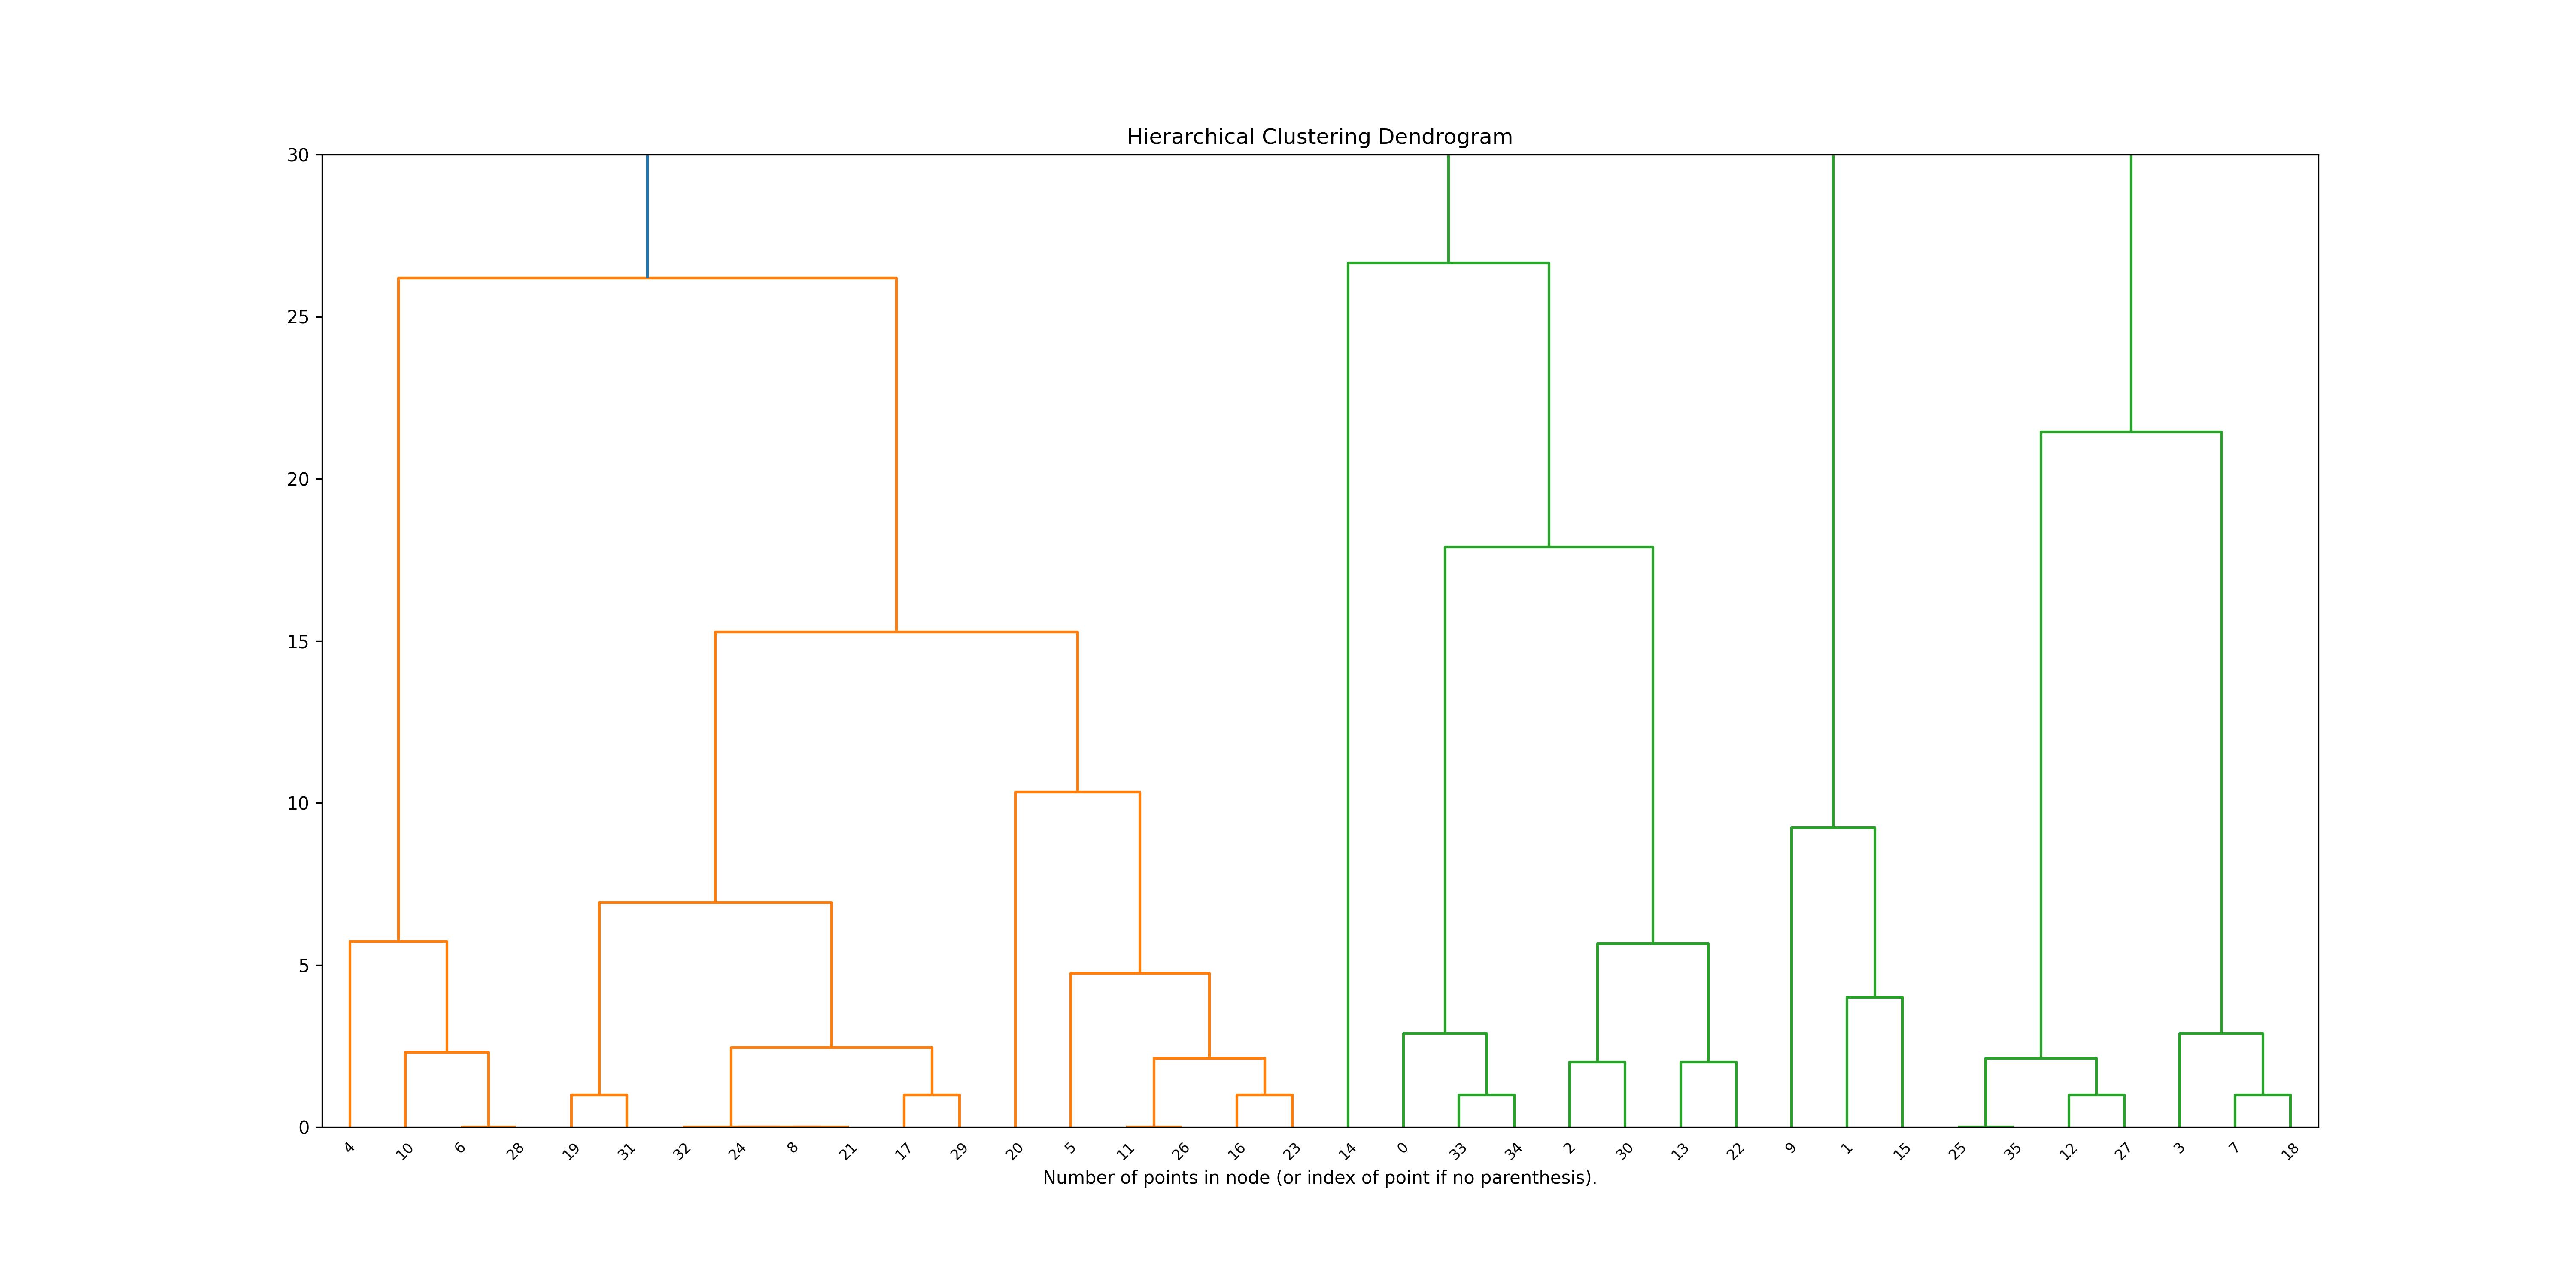 Hierarchical Clustering Dendrogram
30
25
20
15
10
5
0
4 10 6 28 19 31 32 24 8 21 17 29 20 5 11 26 16 23 14 0 33 34 2 30 13 22 9 1 15 25 35 12 27 3 7 18
Number of points in node (or index of point if no parenthesis).